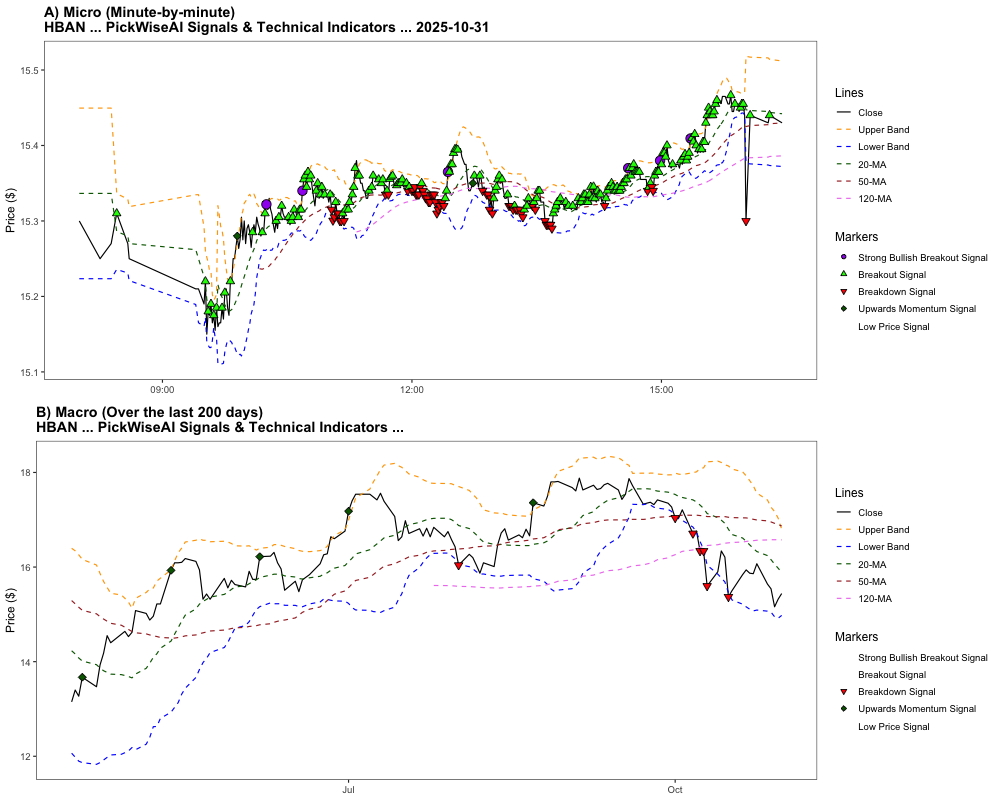 A) Micro (Minute-by-minute)
HBAN ... PickWiseAI Signals & Technical Indicators ... 2025-10-31
Price ($)
15.5
15.4
15.3
15.2
15.1
09:00
12:00
15:00
Lines
Close
Upper Band
Lower Band
20-MA
50-MA
120-MA
Markers
Strong Bullish Breakout Signal
Breakout Signal
Breakdown Signal
Upwards Momentum Signal
Low Price Signal
B) Macro (Over the last 200 days)
HBAN ... PickWiseAI Signals & Technical Indicators ...
Price ($)
18
16
14
12
Jul
Oct
Lines
Close
Upper Band
Lower Band
20-MA
50-MA
120-MA
Markers
Strong Bullish Breakout Signal
Breakout Signal
Breakdown Signal
Upwards Momentum Signal
Low Price Signal